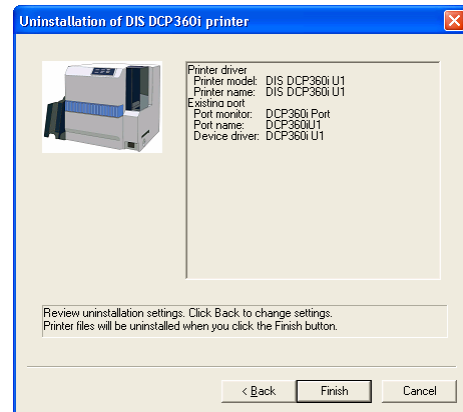 Uninstallation of DIS DCP360i printer
Printer driver
Printer model: DIS DCP360i U1
Printer name: DIS DCP360i U1
Existing port
Port monitor: DCP360i Port
Port name: DCP360iU1
Device driver: DCP360i U1
Review uninstallation settings. Click Back to change settings.
Printer files will be uninstalled when you click the Finish button.
< Back Finish Cancel